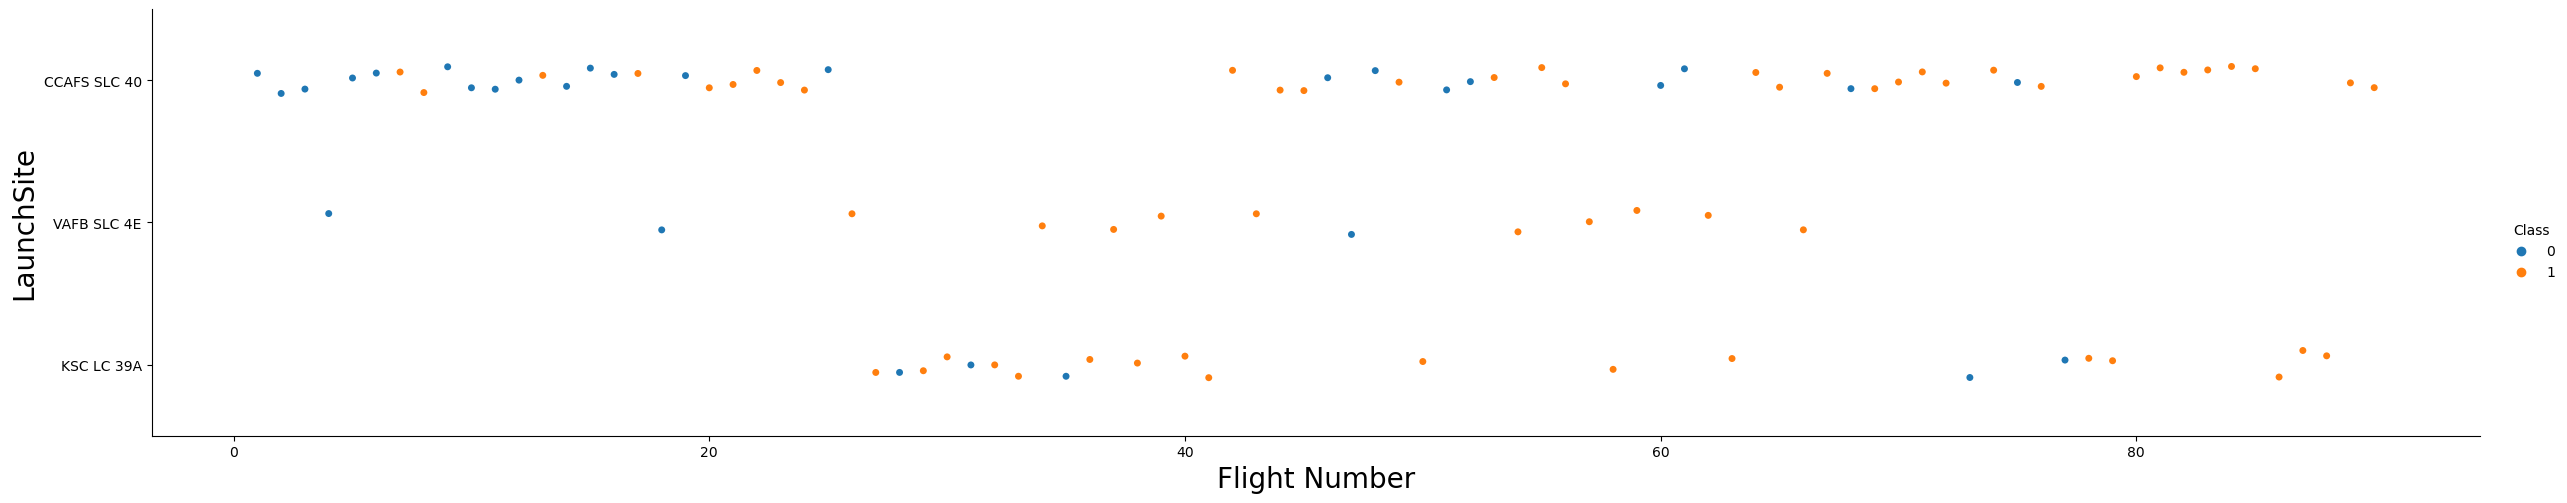 CCAFS SLC 40
VAFB SLC 4E
KSC LC 39A
LaunchSite
0 20 40 60 80
Flight Number
Class
0
1